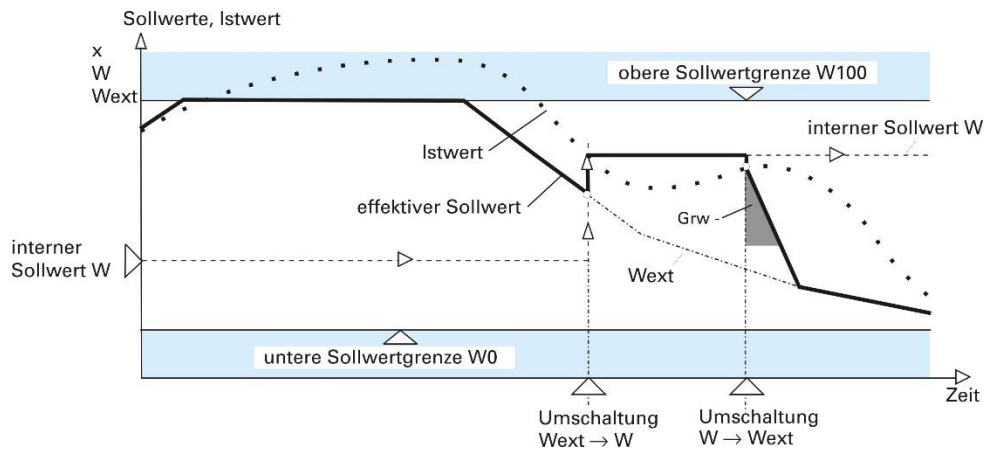 Sollwerte, Istwert
x
W
Wext
obere Sollwertgrenze W100
interner Sollwert W
Istwert
effektiver Sollwert
Grw
interner
Sollwert W
Wext
untere Sollwertgrenze W0
Zeit
Umschaltung
Wext → W
Umschaltung
W → Wext